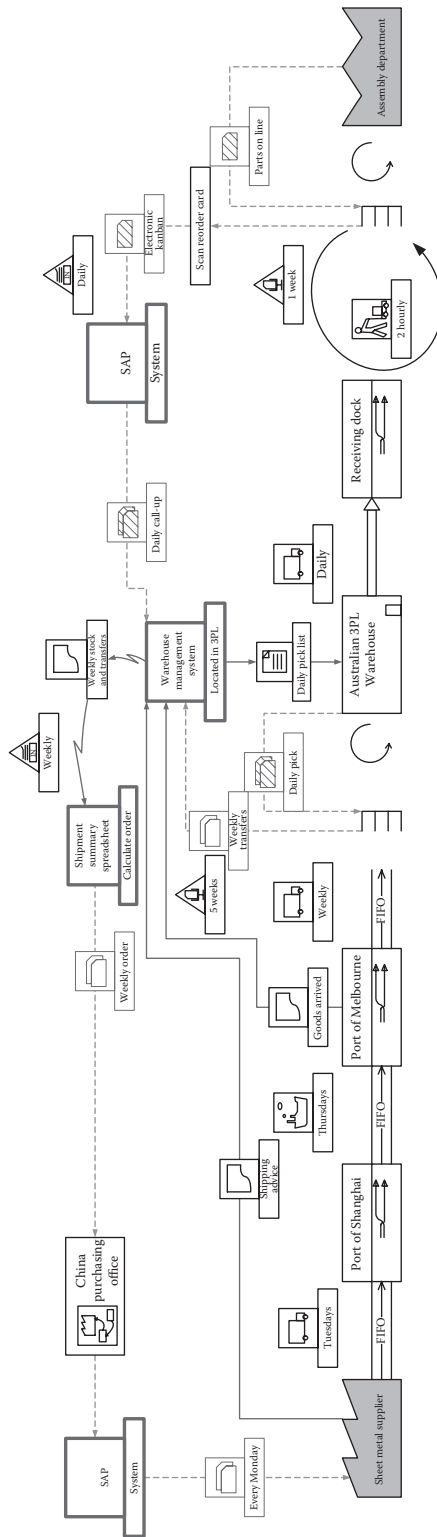 SAP
System
Every Monday
China
purchasing
office
Weekly order
Shipment
summary
spreadsheet
Calculate order
IN
Weekly
Weekly stock
and transfers
Warehouse
management
system
Located in 3PL
Daily call-up
SAP
System
IN
Daily
Electronic
kanban
Scan reorder card
Parts on line
Assembly department
Sheet metal supplier
FIFO
Tuesdays
Port of Shanghai
Shipping
advice
FIFO
Thursdays
Port of Melbourne
Goods arrived
FIFO
Weekly
5 weeks
Weekly
transfers
Daily pick
Daily pick list
Australian 3PL
Warehouse
Daily
Receiving dock
2 hourly
1 week